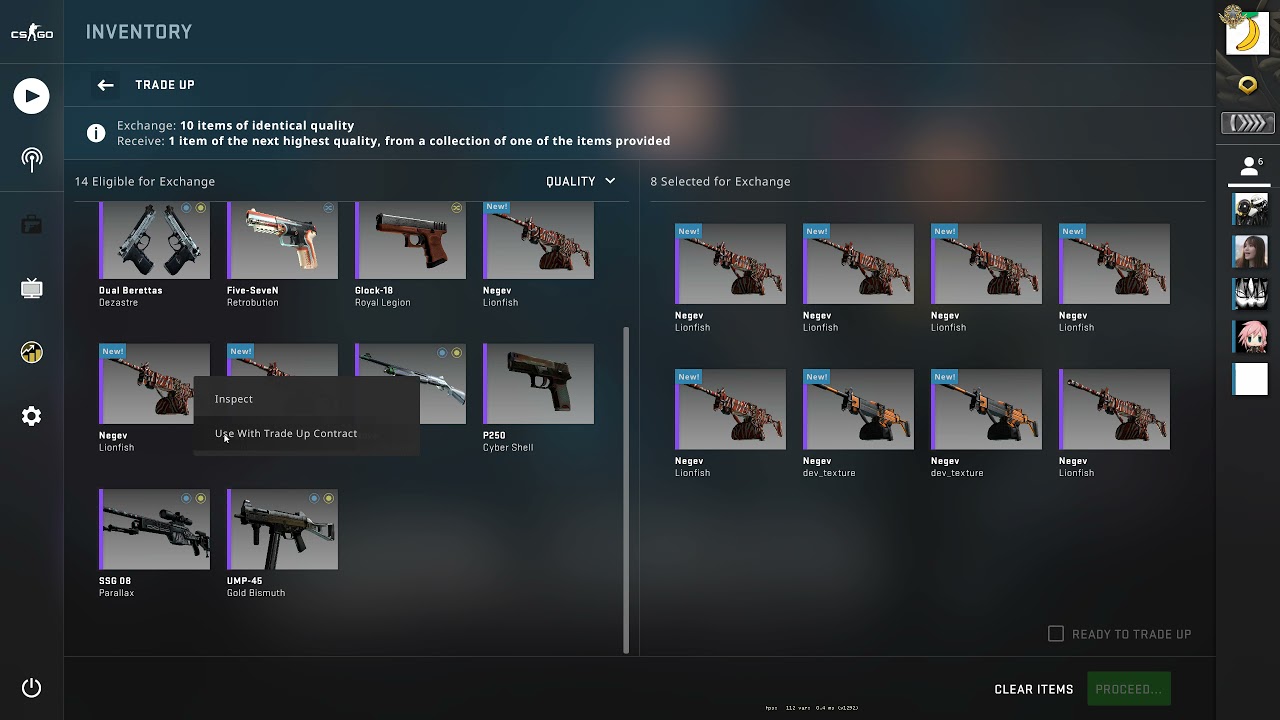 CS GO
INVENTORY
TRADE UP
Exchange: 10 items of identical quality
Receive: 1 item of the next highest quality, from a collection of one of the items provided
14 Eligible for Exchange
QUALITY
Dual Berettas
Dezastre
Five-SeveN
Retrobution
Glock-18
Royal Legion
New!
Negev
Lionfish
New!
Negev
Lionfish
New!
Inspect
Use With Trade Up Contract
P250
Cyber Shell
SSG 08
Parallax
UMP-45
Gold Bismuth
8 Selected for Exchange
New!
Negev
Lionfish
New!
Negev
Lionfish
New!
Negev
Lionfish
New!
Negev
Lionfish
New!
Negev
Lionfish
New!
Negev
dev_texture
New!
Negev
dev_texture
Negev
Lionfish
READY TO TRADE UP
CLEAR ITEMS
PROCEED...
6